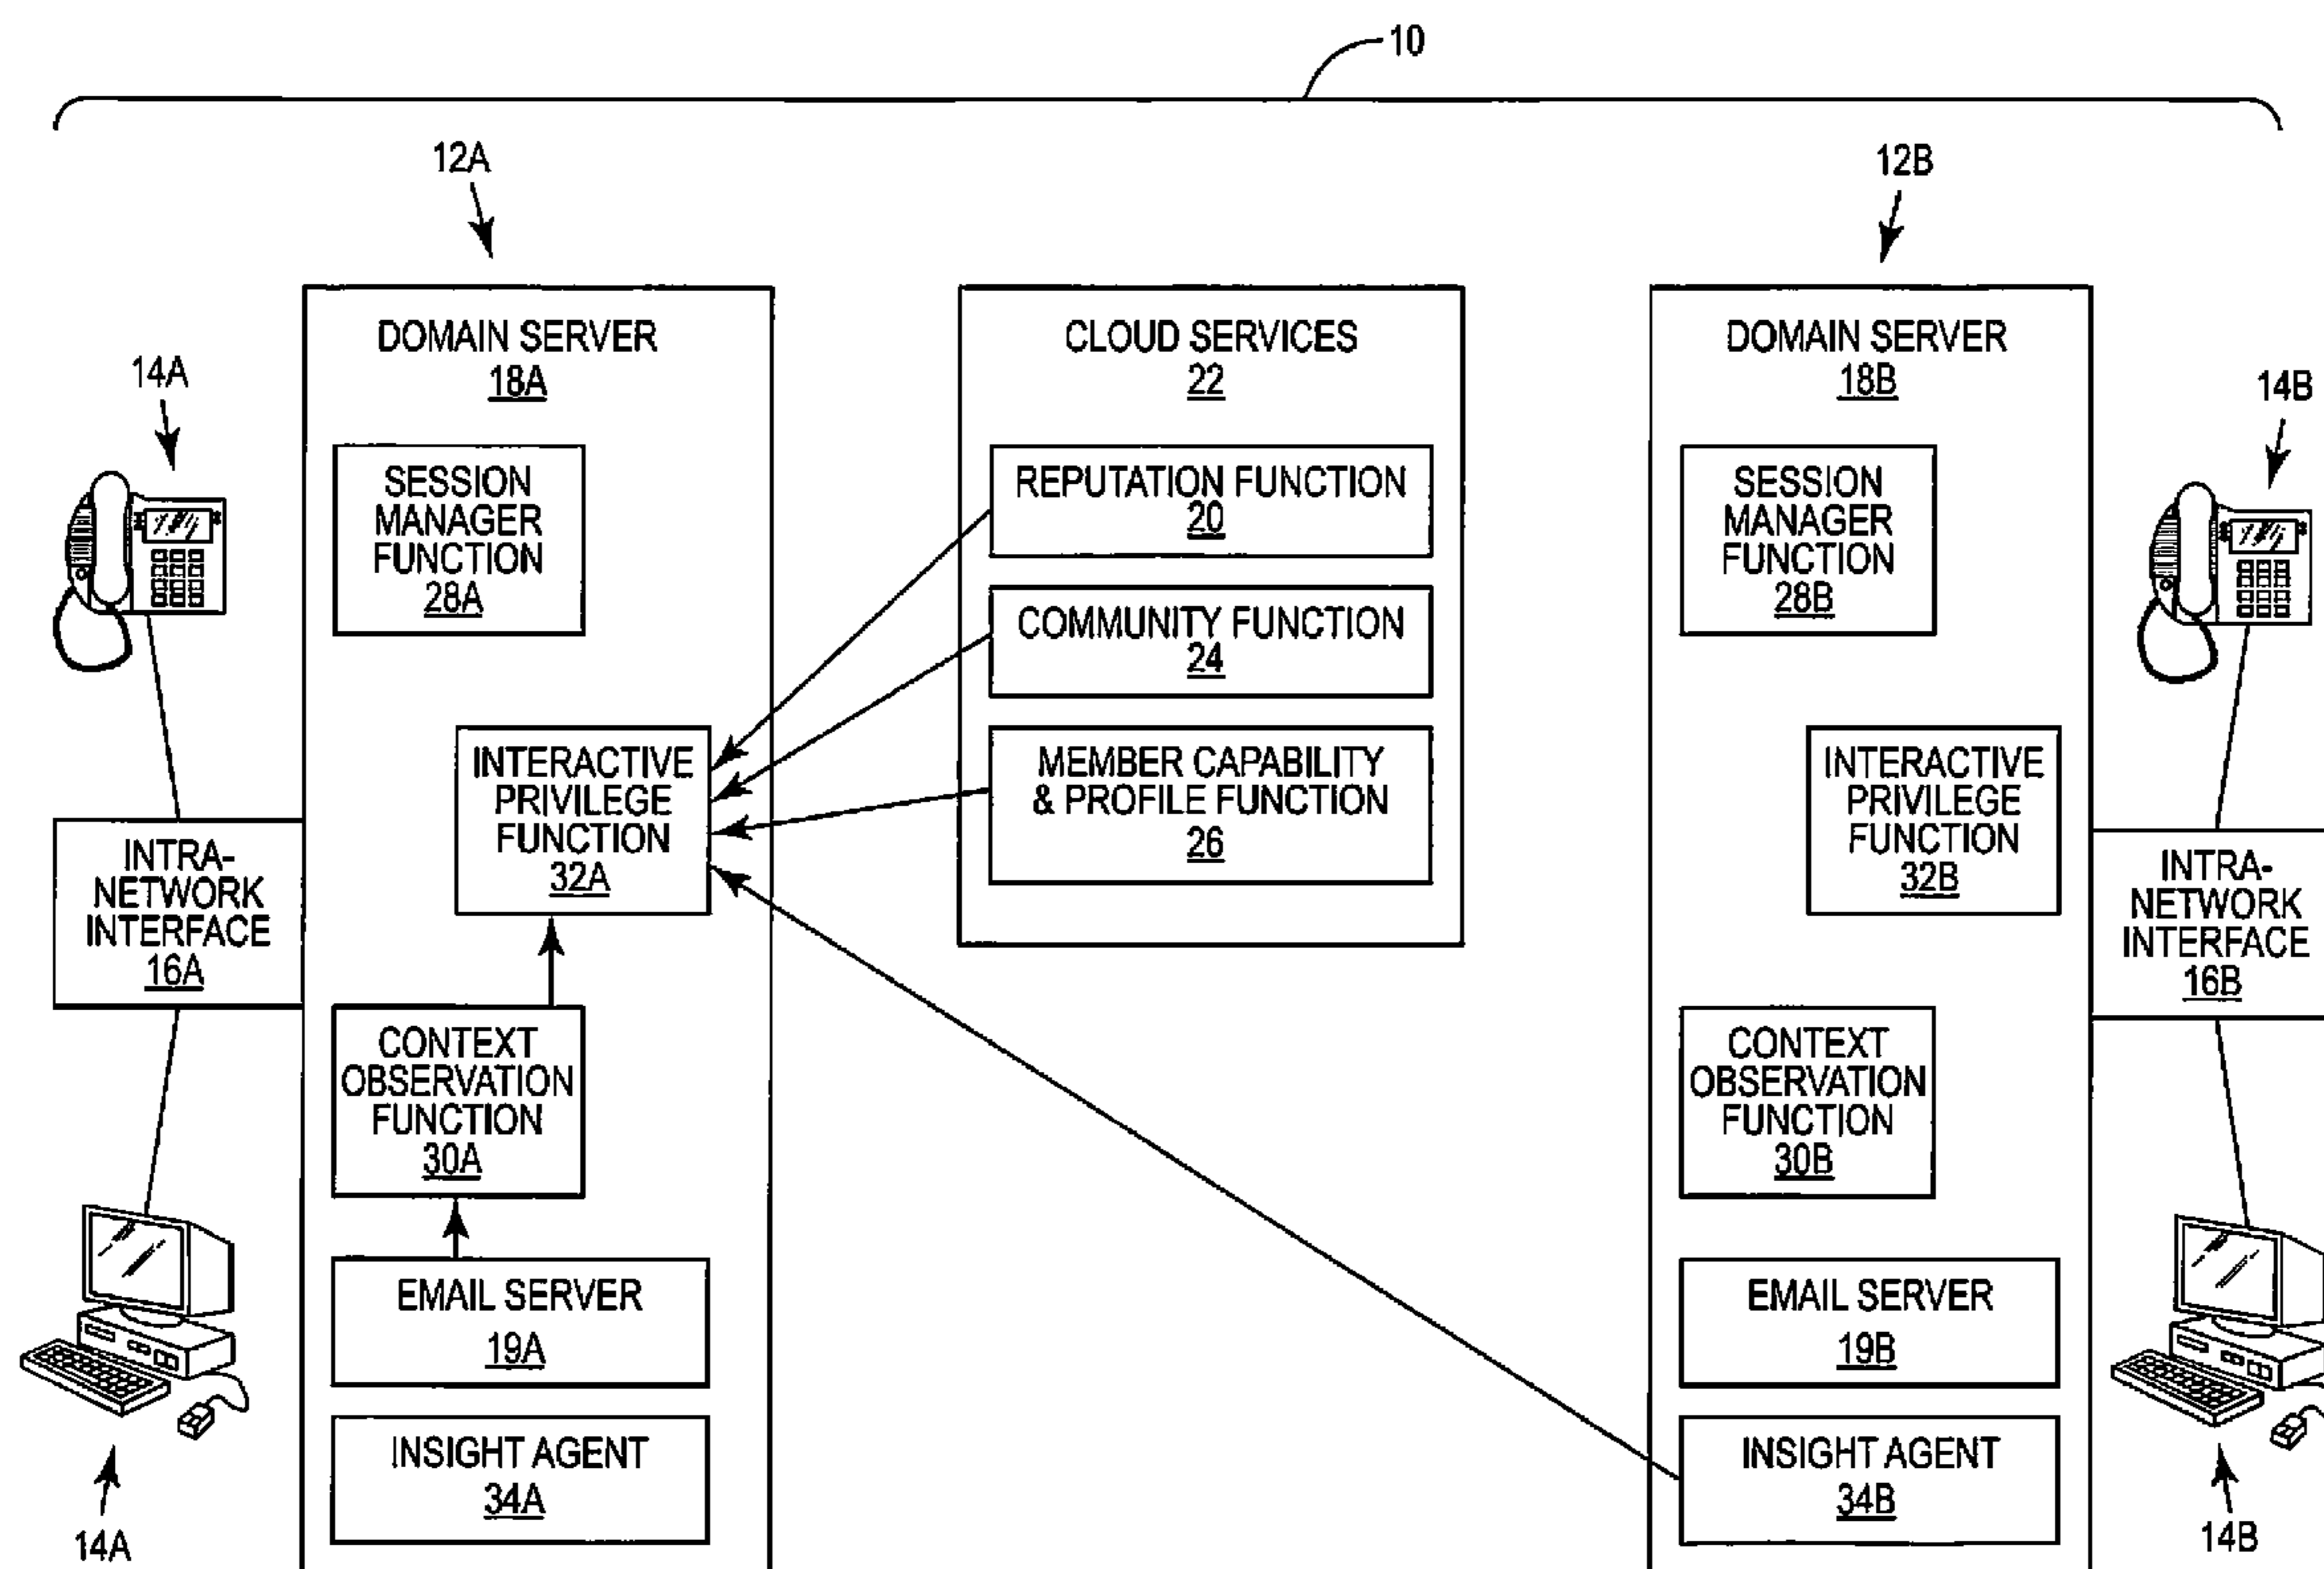 10
12A
12B
14A
DOMAIN SERVER
18A
SESSION
MANAGER
FUNCTION
28A
INTERACTIVE
PRIVILEGE
FUNCTION
32A
INTRA-
NETWORK
INTERFACE
16A
CONTEXT
OBSERVATION
FUNCTION
30A
EMAIL SERVER
19A
INSIGHT AGENT
34A
14A
CLOUD SERVICES
22
REPUTATION FUNCTION
20
COMMUNITY FUNCTION
24
MEMBER CAPABILITY
& PROFILE FUNCTION
26
DOMAIN SERVER
18B
14B
SESSION
MANAGER
FUNCTION
28B
INTERACTIVE
PRIVILEGE
FUNCTION
32B
INTRA-
NETWORK
INTERFACE
16B
CONTEXT
OBSERVATION
FUNCTION
30B
EMAIL SERVER
19B
INSIGHT AGENT
34B
14B